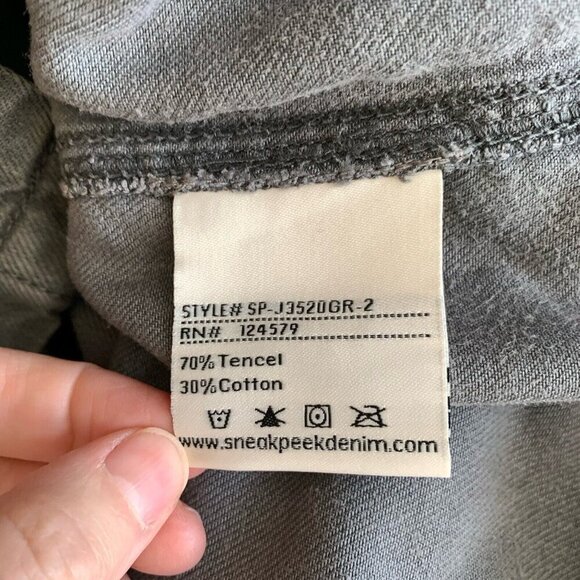 STYLE# SP-J3520GR-2
RN# 124579
70% Tencel
30%Cotton
www.sneakpeekdenim.com